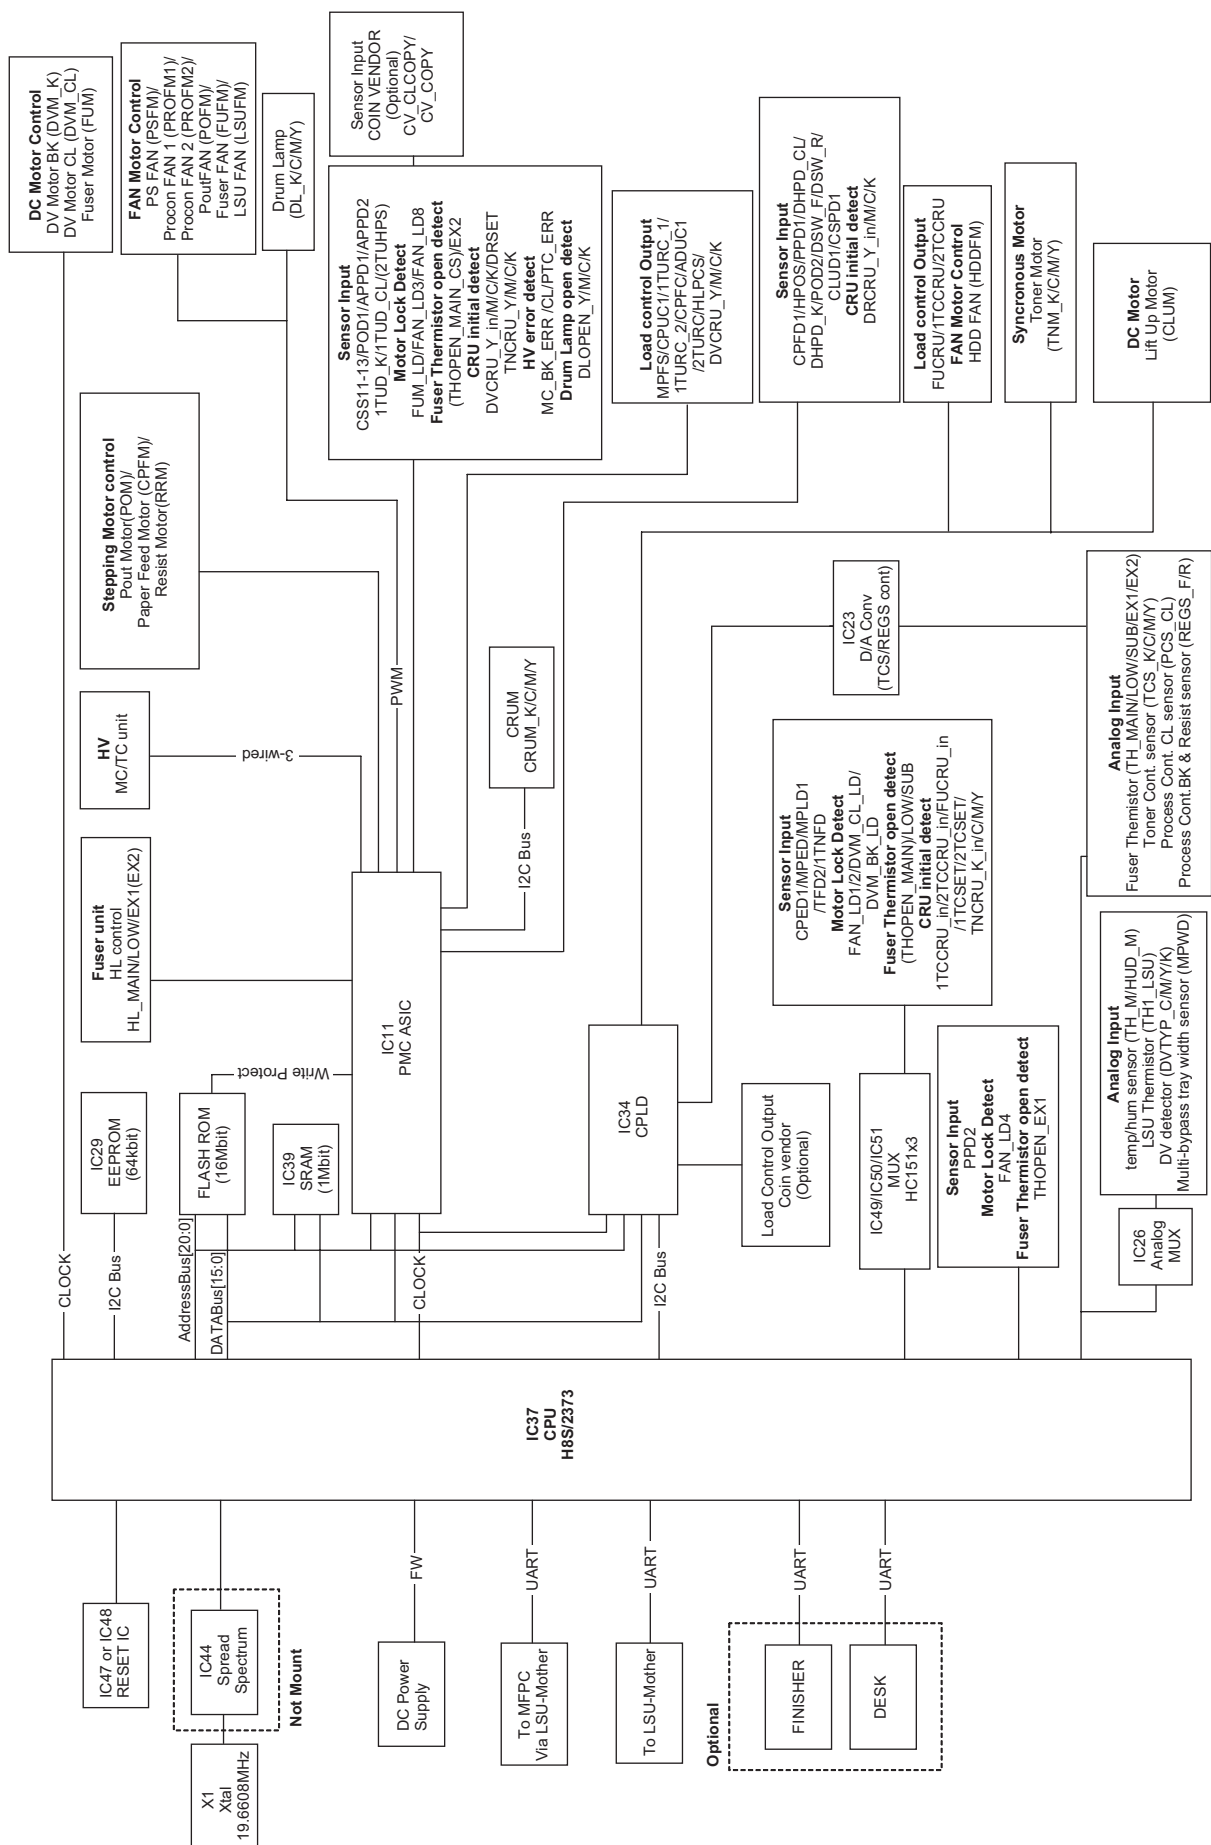 DC Motor Control
DV Motor BK (DVM_K)
DV Motor CL (DVM_CL)
Fuser Motor (FUM)
FAN Motor Control
PS FAN (PSFM)/
Procon FAN 1 (PROFM1)/
Procon FAN 2 (PROFM2)/
PoutFAN (POFM)/
Fuser FAN (FUFM)/
LSU FAN (LSUFM)
Drum Lamp
(DL_K/C/M/Y)
Sensor Input
COIN VENDOR
(Optional)
CV_CLCOPY/
CV_COPY
Sensor Input
CSS11-13/POD1/APPD1/APPD2
1TUD_K/1TUD_CL/(2TUHPS)
Motor Lock Detect
FUM_LD/FAN_LD3/FAN_LD8
Fuser Thermistor open detect
(THOPEN_MAIN_CS)/EX2
CRU initial detect
DVCRU_Y_in/M/C/K/DRSET
TNCRU_Y/M/C/K
HV error detect
MC_BK_ERR /CL/PTC_ERR
Drum Lamp open detect
DLOPEN_Y/M/C/K
Load control Output
MPFS/CPUC1/1TURC_1/
1TURC_2/CPFC/ADUC1
/2TURC/HLPCS/
DVCRU_Y/M/C/K
Sensor Input
CPFD1/HPOS/PPD1/DHPD_CL/
DHPD_K/POD2/DSW_F/DSW_R/
CLUD1/CSPD1
CRU initial detect
DRCRU_Y_in/M/C/K
Load control Output
FUCRU/1TCCRU/2TCCRU
FAN Motor Control
HDD FAN (HDDFM)
Syncronous Motor
Toner Motor
(TNM_K/C/M/Y)
DC Motor
Lift Up Motor
(CLUM)
Stepping Motor control
Pout Motor(POM)/
Paper Feed Motor (CPFM)/
Resist Motor(RRM)
HV
MC/TC unit
3-wired
PWM
Fuser unit
HL control
HL_MAIN/LOW/EX1(EX2)
CRUM
CRUM_K/C/M/Y
I2C Bus
IC23
D/A Conv
(TCS/REGS cont)
IC11
PMC ASIC
Write Protect
IC29
EEPROM
(64kbit)
FLASH ROM
(16Mbit)
IC39
SRAM
(1Mbit)
IC34
CPLD
Load Control Output
Coin vendor
(Optional)
Sensor Input
CPED1/MPED/MPLD1
/TFD2/1TNFD
Motor Lock Detect
FAN_LD1/2/DVM_CL_LD/
DVM_BK_LD
Fuser Thermistor open detect
(THOPEN_MAIN)/LOW/SUB
CRU initial detect
1TCCRU_in/2TCCRU_in/FUCRU_in
/1TCSET/2TCSET/
TNCRU_K_in/C/M/Y
IC49/IC50/IC51
MUX
HC151x3
Sensor Input
PPD2
Motor Lock Detect
FAN_LD4
Fuser Thermistor open detect
THOPEN_EX1
Analog Input
Fuser Themistor (TH_MAIN/LOW/SUB/EX1/EX2)
Toner Cont. sensor (TCS_K/C/M/Y)
Process Cont. CL sensor (PCS_CL)
Process Cont.BK & Resist sensor (REGS_F/R)
Analog Input
temp/hum sensor (TH_M/HUD_M)
LSU Thermistor (TH1_LSU)
DV detector (DVTYP_C/M/Y/K)
Multi-bypass tray width sensor (MPWD)
IC26
Analog
MUX
CLOCK
I2C Bus
AddressBus[20:0]
DATABus[15:0]
CLOCK
I2C Bus
IC37
CPU
H8S/2373
IC47 or IC48
RESET IC
IC44
Spread
Spectrum
Not Mount
X1
Xtal
19.6608MHz
FW
DC Power
Supply
UART
To MFPC
Via LSU-Mother
UART
To LSU-Mother
Optional
UART
FINISHER
UART
DESK